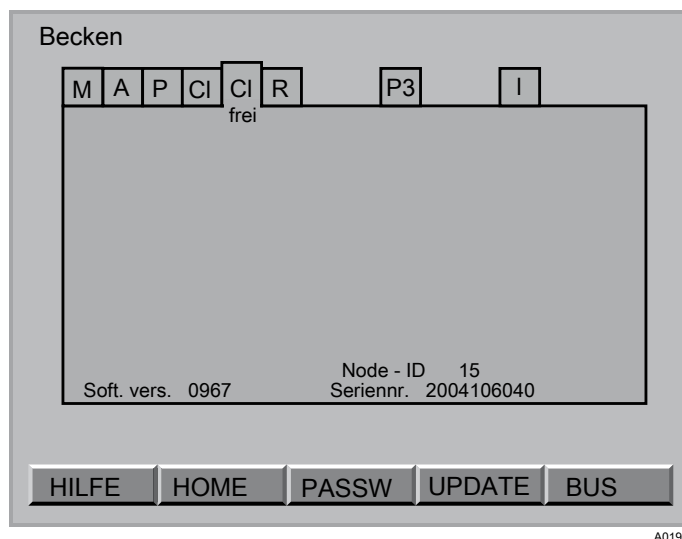 Becken
M A P Cl Cl R P3 I
frei
Node - ID 15
Soft. vers. 0967 Seriennr. 2004106040
HILFE HOME PASSW UPDATE BUS
A019